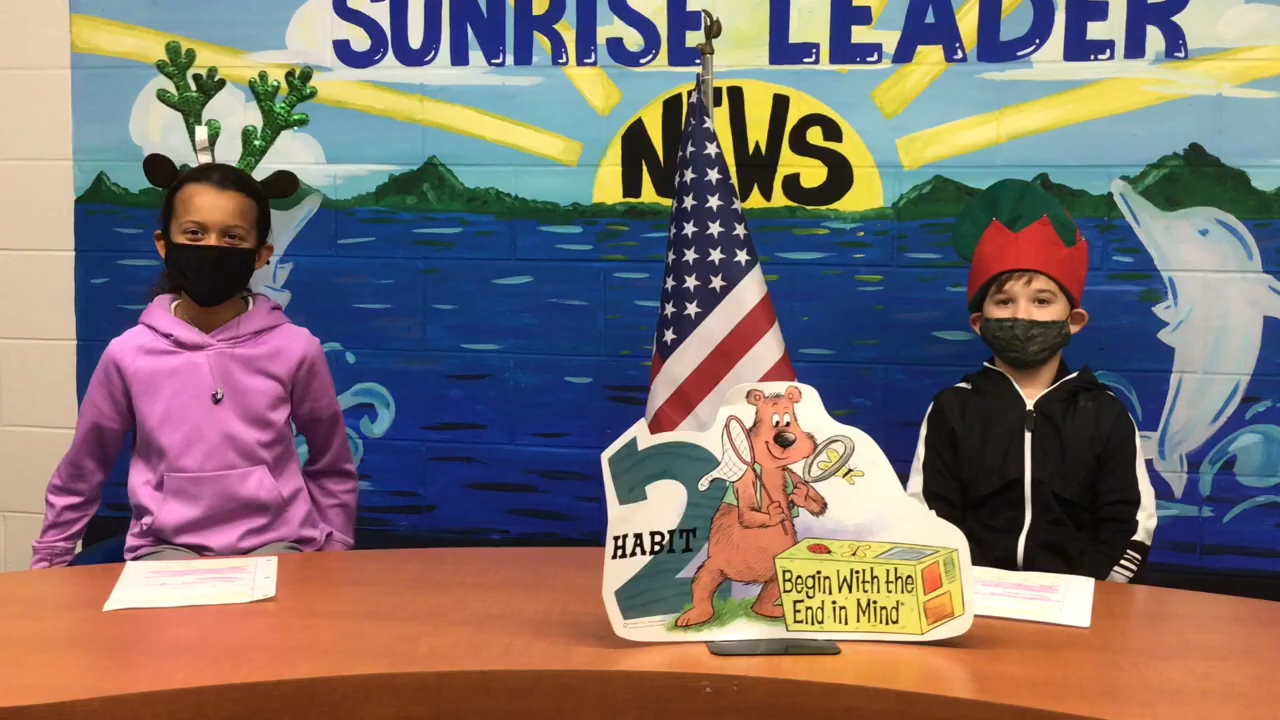 SUNRISE LEADER
NEWS
2
HABIT
Begin With the
End in Mind®